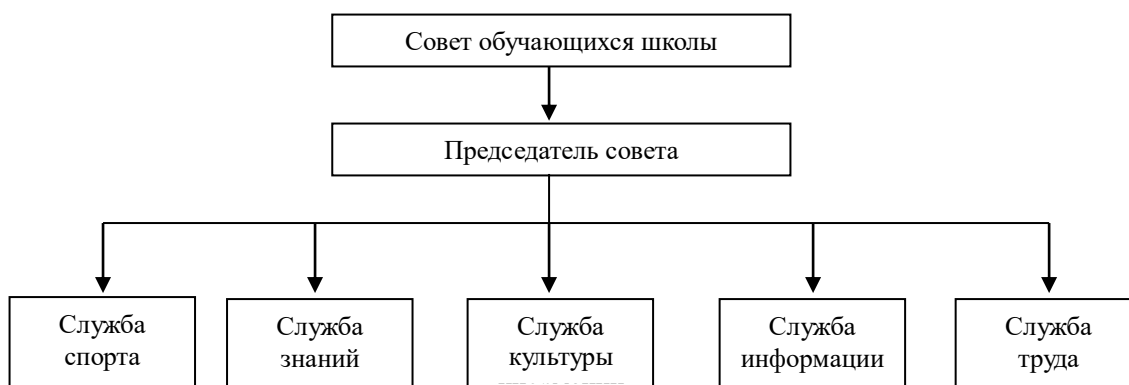 Совет обучающихся школы
Председатель совета
Служба
спорта
Служба
знаний
Служба
культуры
Служба
информации
Служба
труда